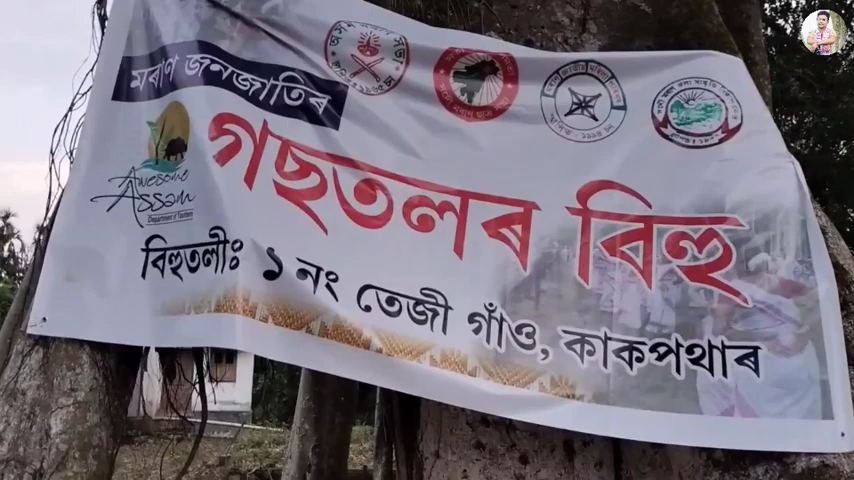 মৰাণ জনজাতিৰ
গছতলৰ বিহু
Awesome
Assam
Department of Tourism
বিহুতলীঃ ১ নং তেজী গাঁও, কাকপথাৰ